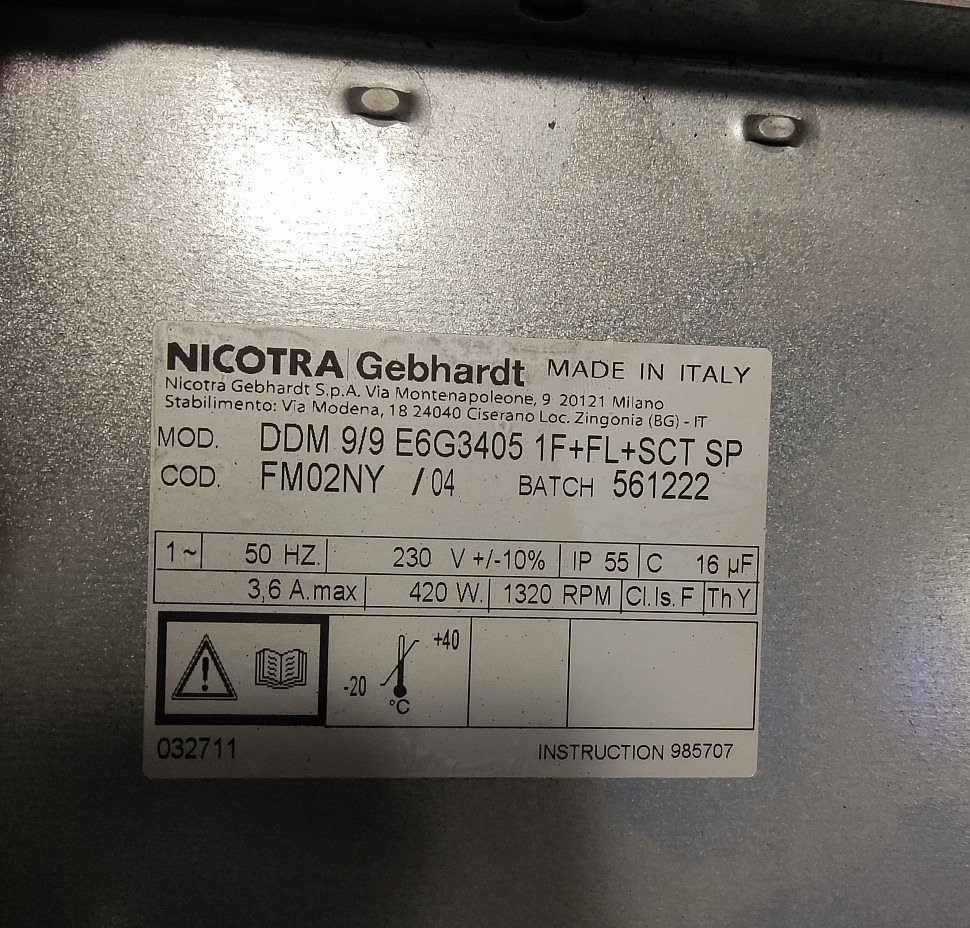 NICOTRA Gebhardt MADE IN ITALY
Nicotra Gebhardt S.p.A. Via Montenapoleone, 9 20121 Milano
Stabilimento: Via Modena, 18 24040 Ciserano Loc. Zingonia (BG) - IT
MOD. DDM 9/9 E6G3405 1F+FL+SCT SP
COD. FM02NY /04 BATCH 561222
1~ 50 HZ. 230 V +/-10% IP 55 C 16 µF
3,6 A.max 420 W. 1320 RPM Cl.Is. F Th Y
+40
-20
°C
032711 INSTRUCTION 985707